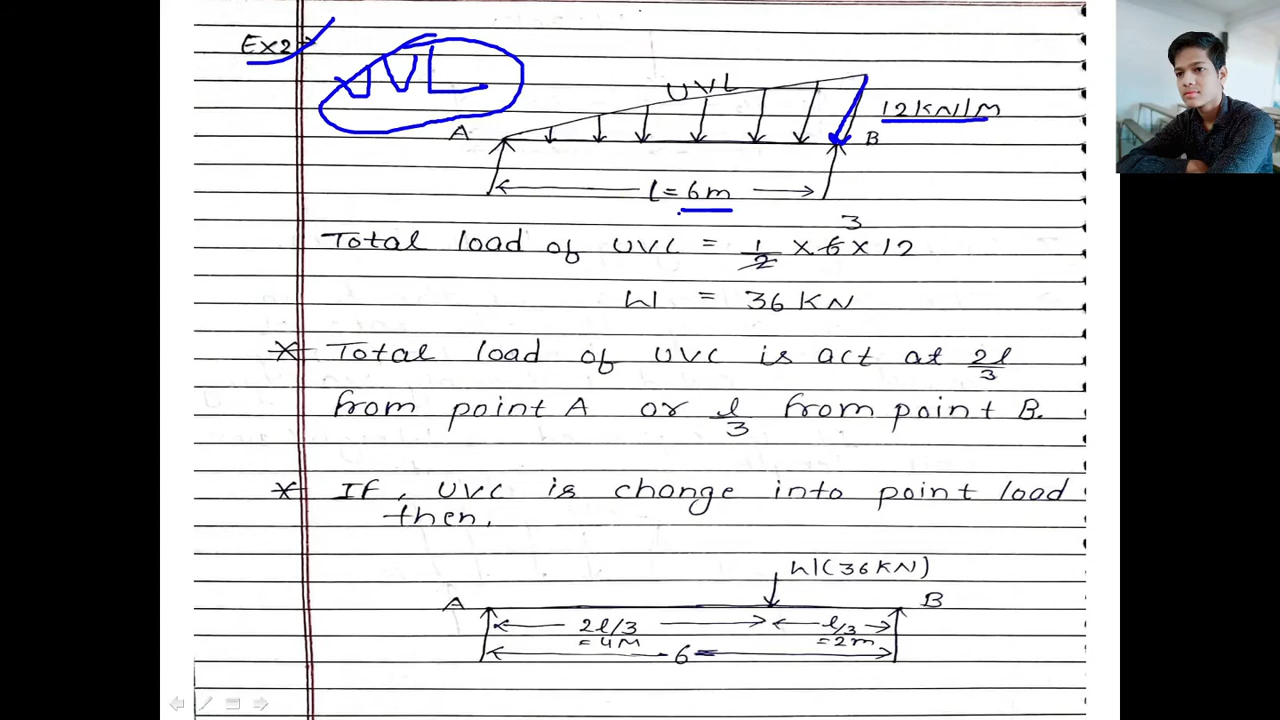 Ex2 →
UVL
UVL
12KN/M
A
B
l = 6m
Total load of UVL = 1/2 × 6 × 12
3
W = 36 KN
* Total load of UVL is act at 2l/3
from point A or l/3 from point B.
* If, UVL is change into point load
then,
W(36KN)
A
B
2l/3
= 4M
l/3
= 2m
6